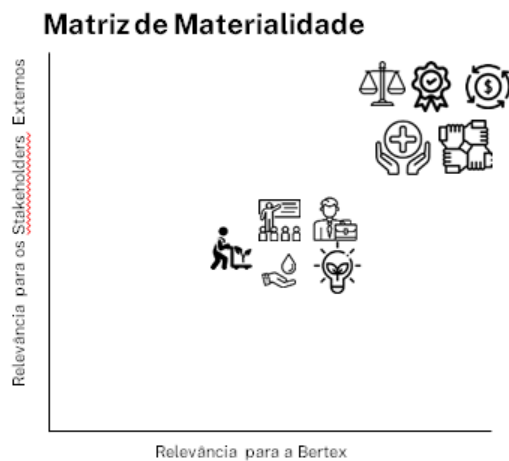 Matriz de Materialidade
Relevância para os Stakeholders Externos
$
Relevância para a Bertex